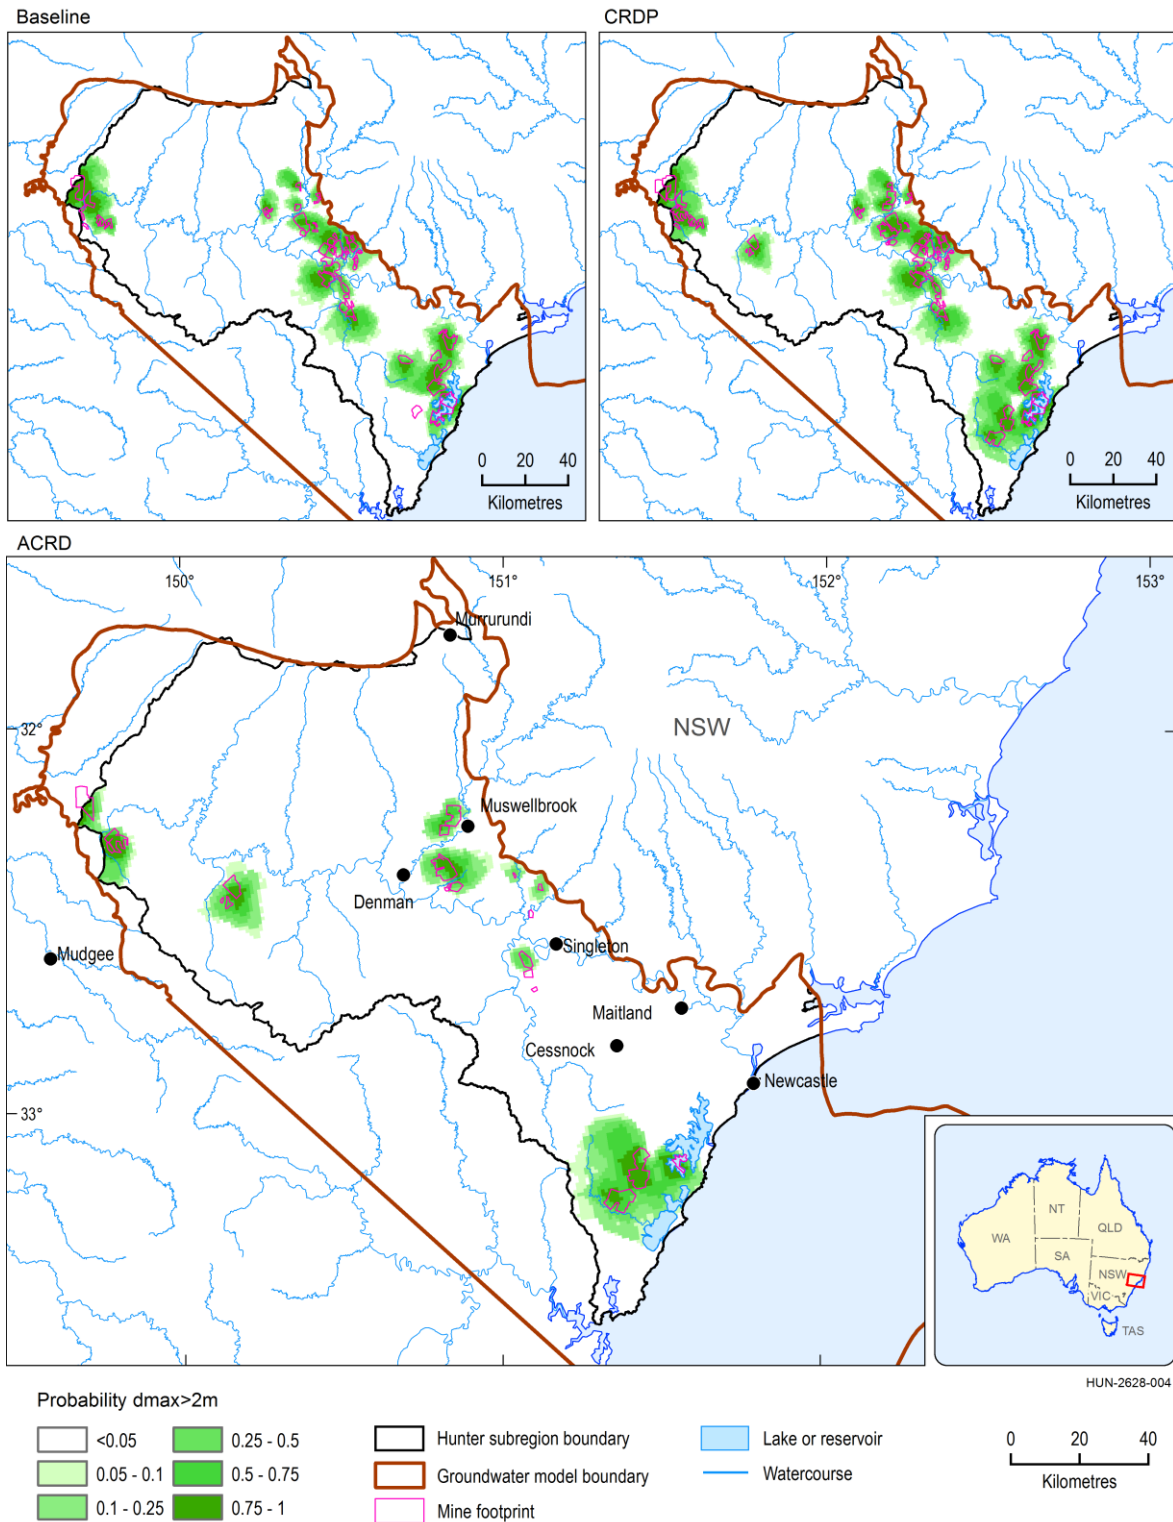 Baseline
CRDP
0 20 40
Kilometres
0 20 40
Kilometres
ACRD
150° 151° 152° 153°
Murrurundi
NSW
32°
Muswellbrook
Denman
Mudgee
Singleton
Maitland
Cessnock
Newcastle
33°
NT
QLD
WA
SA
NSW
VIC
TAS
HUN-2628-004
Probability dmax>2m
<0.05
0.05 - 0.1
0.1 - 0.25
0.25 - 0.5
0.5 - 0.75
0.75 - 1
Hunter subregion boundary
Groundwater model boundary
Mine footprint
Lake or reservoir
Watercourse
0 20 40
Kilometres